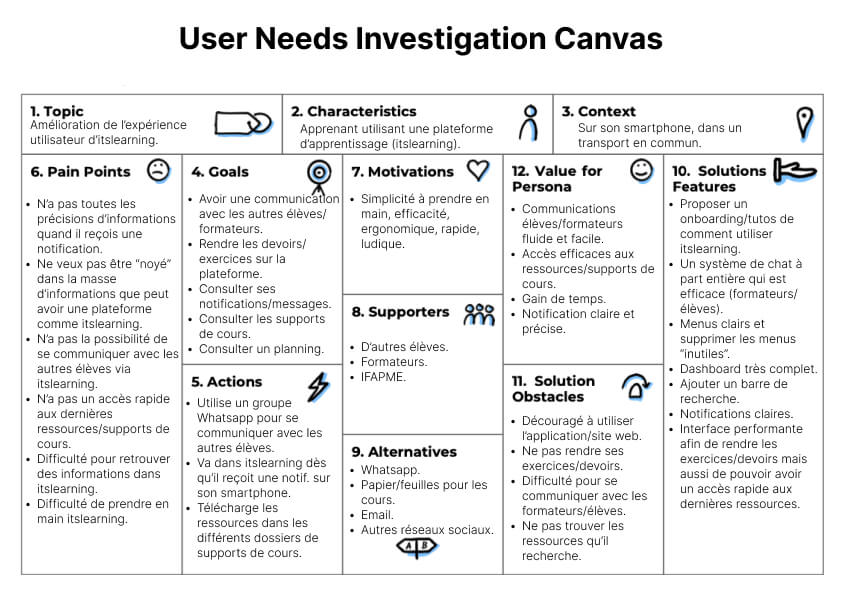 User Needs Investigation Canvas
1. Topic
Amélioration de l'expérience
utilisateur d'itslearning.
2. Characteristics
Apprenant utilisant une plateforme
d'apprentissage (itslearning).
3. Context
Sur son smartphone, dans un
transport en commun.
6. Pain Points
• N'a pas toutes les
précisions d'informations
quand il reçois une
notification.
• Ne veux pas être "noyé"
dans la masse
d'informations que peut
avoir une plateforme
comme itslearning.
• N'a pas la possibilité de
se communiquer avec les
autres élèves via
itslearning.
• N'a pas un accès rapide
aux dernières
ressources/supports de
cours.
• Difficulté pour retrouver
des informations dans
itslearning.
• Difficulté de prendre en
main itslearning.
4. Goals
• Avoir une communication
avec les autres élèves/
formateurs.
• Rendre les devoirs/
exercices sur la
plateforme.
• Consulter ses
notifications/messages.
• Consulter les supports
de cours.
• Consulter un planning.
5. Actions
• Utilise un groupe
Whatsapp pour se
communiquer avec les
autres élèves.
• Va dans itslearning dès
qu'il reçoit une notif. sur
son smartphone.
• Télécharge les
ressources dans les
différents dossiers de
supports de cours.
7. Motivations
• Simplicité à prendre en
main, efficacité,
ergonomique, rapide,
ludique.
8. Supporters
• D'autres élèves.
• Formateurs.
• IFAPME.
9. Alternatives
• Whatsapp.
• Papier/feuilles pour les
cours.
• Email.
• Autres réseaux sociaux.
A B
12. Value for
Persona
• Communications
élèves/formateurs
fluide et facile.
• Accès efficaces aux
ressources/supports de
cours.
• Gain de temps.
• Notification claire et
précise.
11. Solution
Obstacles
• Découragé à utiliser
l'application/site web.
• Ne pas rendre ses
exercices/devoirs.
• Difficulté pour se
communiquer avec les
formateurs/élèves.
• Ne pas trouver les
ressources qu'il
recherche.
10. Solutions
Features
• Proposer un
onboarding/tutos de
comment utiliser
itslearning.
• Un système de chat à
part entière qui est
efficace (formateurs/
élèves).
• Menus clairs et
supprimer les menus
"inutiles".
• Dashboard très complet.
• Ajouter un barre de
recherche.
• Notifications claires.
• Interface performante
afin de rendre les
exercices/devoirs mais
aussi de pouvoir avoir
un accès rapide aux
dernières ressources.